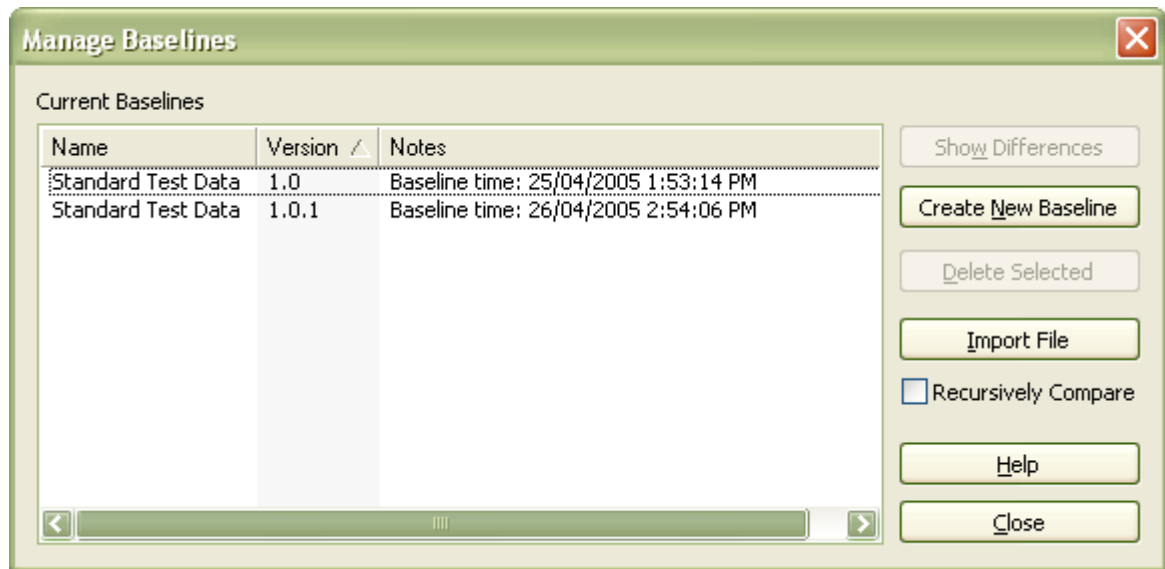 Manage Baselines
Current Baselines
Name Version Notes
Standard Test Data 1.0 Baseline time: 25/04/2005 1:53:14 PM
Standard Test Data 1.0.1 Baseline time: 26/04/2005 2:54:06 PM
Show Differences
Create New Baseline
Delete Selected
Import File
Recursively Compare
Help
Close